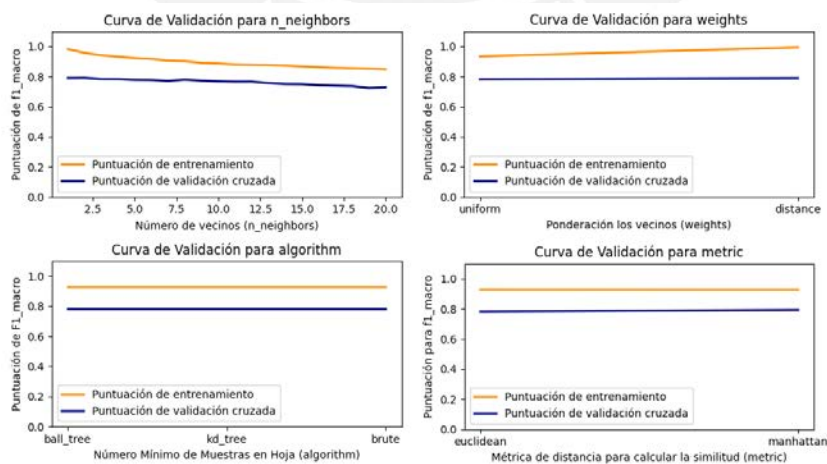 Curva de Validación para n_neighbors
Puntuación de f1_macro
1.0
0.8
0.6
0.4
0.2
0.0
Puntuación de entrenamiento
Puntuación de validación cruzada
2.5 5.0 7.5 10.0 12.5 15.0 17.5 20.0
Número de vecinos (n_neighbors)
Curva de Validación para weights
Puntuación de f1_macro
1.0
0.8
0.6
0.4
0.2
0.0
Puntuación de entrenamiento
Puntuación de validación cruzada
uniform distance
Ponderación los vecinos (weights)
Curva de Validación para algorithm
Puntuación de F1_macro
1.0
0.8
0.6
0.4
0.2
0.0
Puntuación de entrenamiento
Puntuación de validación cruzada
ball_tree kd_tree brute
Número Mínimo de Muestras en Hoja (algorithm)
Curva de Validación para metric
Puntuación para f1_macro
1.0
0.8
0.6
0.4
0.2
0.0
Puntuación de entrenamiento
Puntuación de validación cruzada
euclidean manhattan
Métrica de distancia para calcular la similitud (metric)